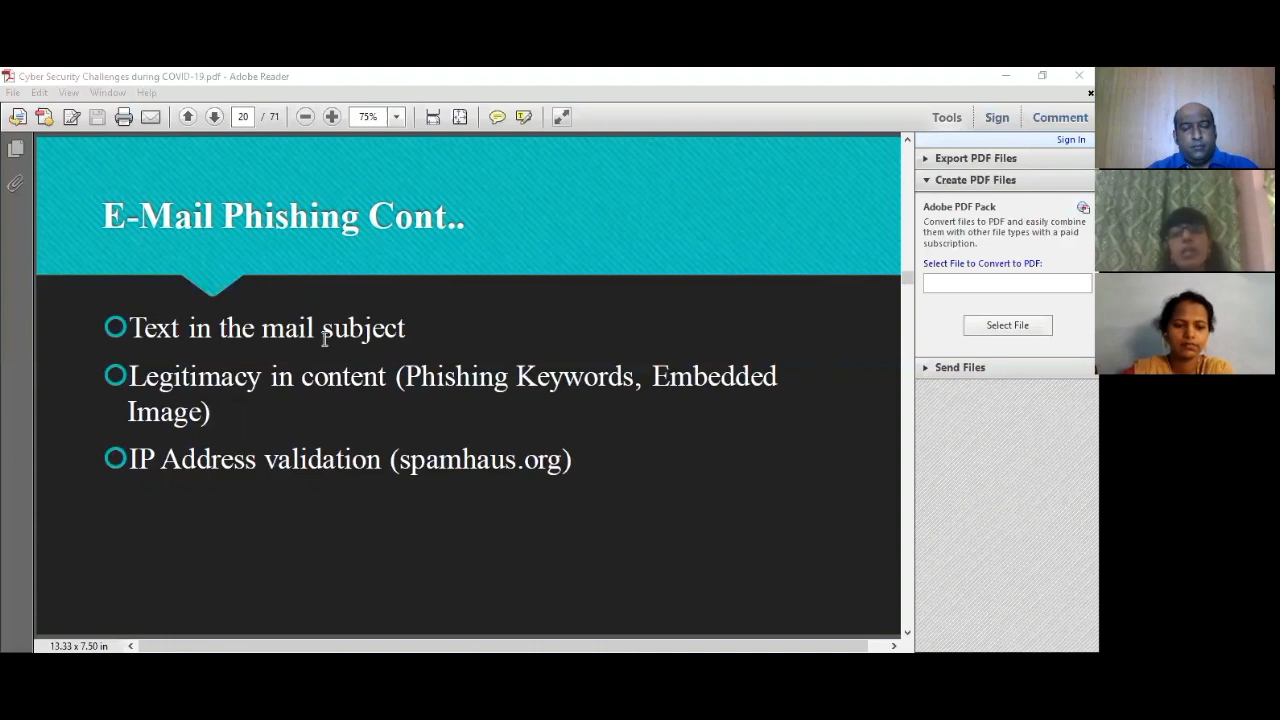 Cyber Security Challenges during COVID-19.pdf - Adobe Reader
File Edit View Window Help
20 / 71 75% Tools Sign Comment
Sign In
Export PDF Files
Create PDF Files
Adobe PDF Pack
Convert files to PDF and easily combine
them with other file types with a paid
subscription.
Select File to Convert to PDF:
Select File
Send Files
E-Mail Phishing Cont..
Text in the mail subject
Legitimacy in content (Phishing Keywords, Embedded
Image)
IP Address validation (spamhaus.org)
13.33 x 7.50 in